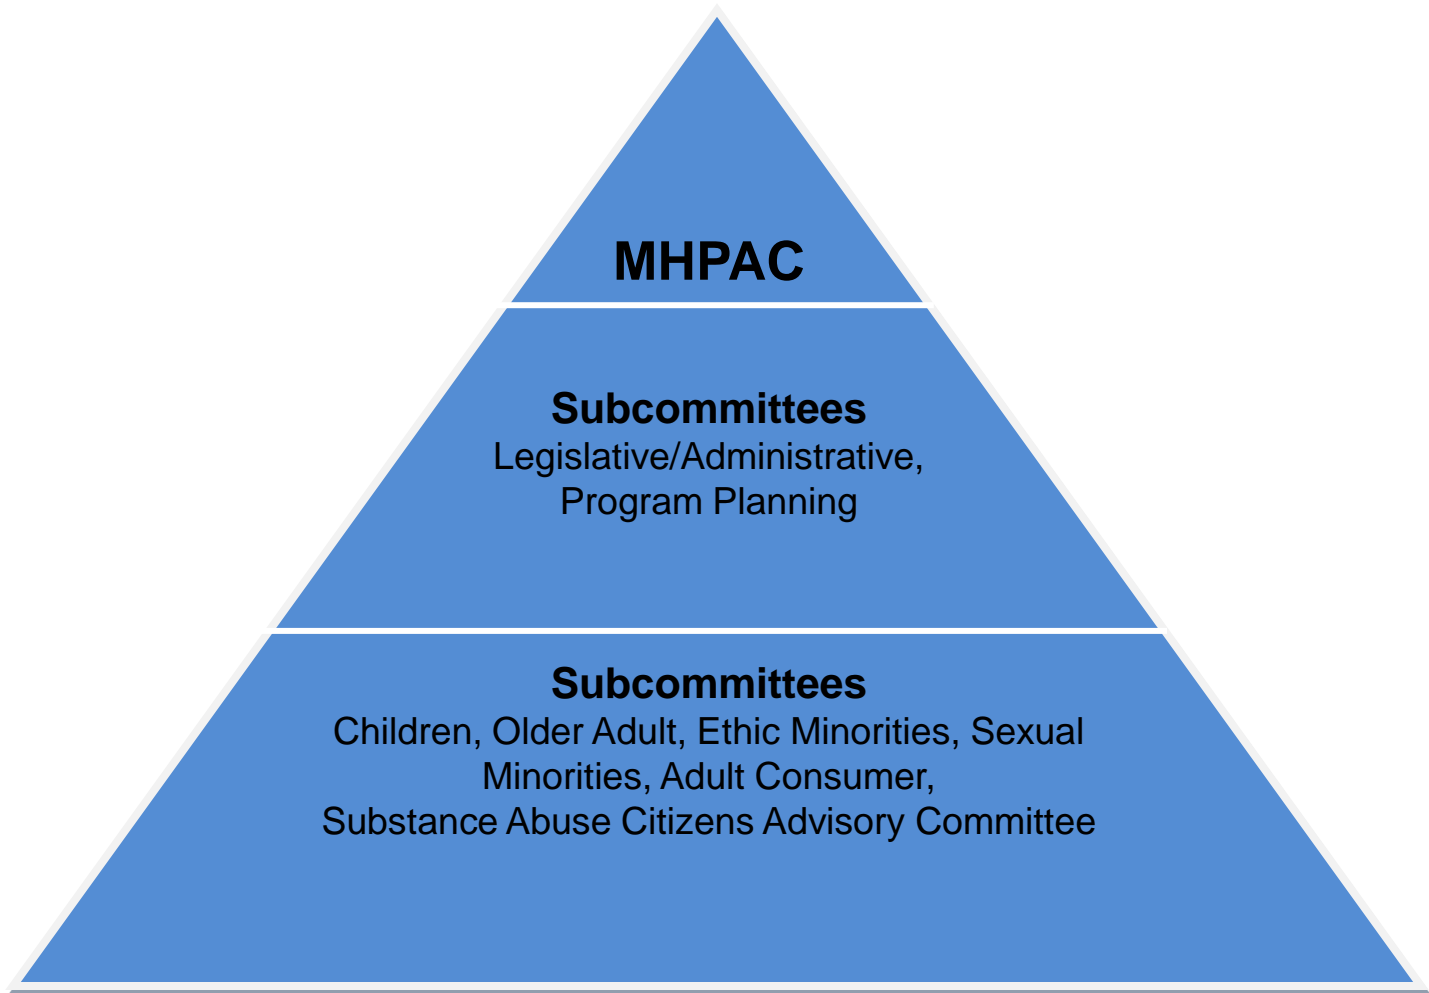 MHPAC
Subcommittees
Legislative/Administrative,
Program Planning
Subcommittees
Children, Older Adult, Ethic Minorities, Sexual
Minorities, Adult Consumer,
Substance Abuse Citizens Advisory Committee